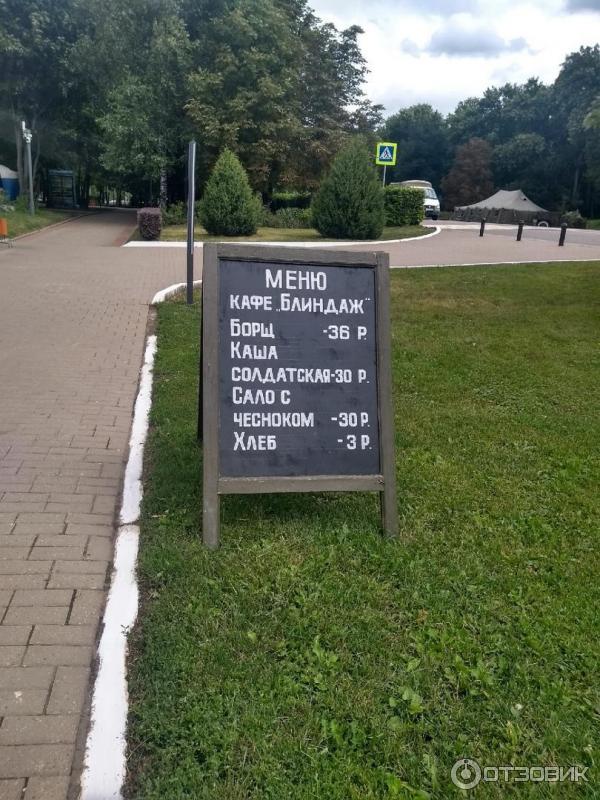 Меню
кафе „Блиндаж"
Борщ -36 р.
Каша
солдатская-30 р.
Сало с
чесноком -30 р.
Хлеб -3 р.
ОТЗОВИК